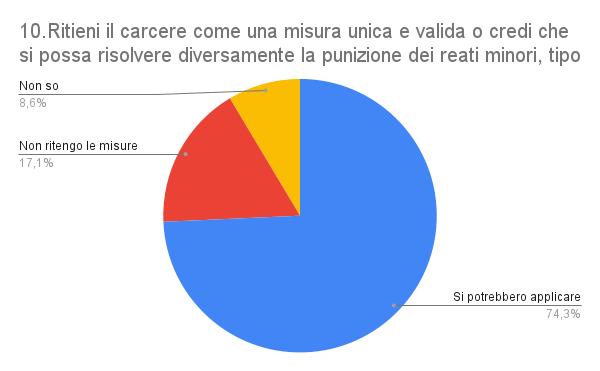 10.Ritieni il carcere come una misura unica e valida o credi che
si possa risolvere diversamente la punizione dei reati minori, tipo
Non so
8,6%
Non ritengo le misure
17,1%
Si potrebbero applicare
74,3%